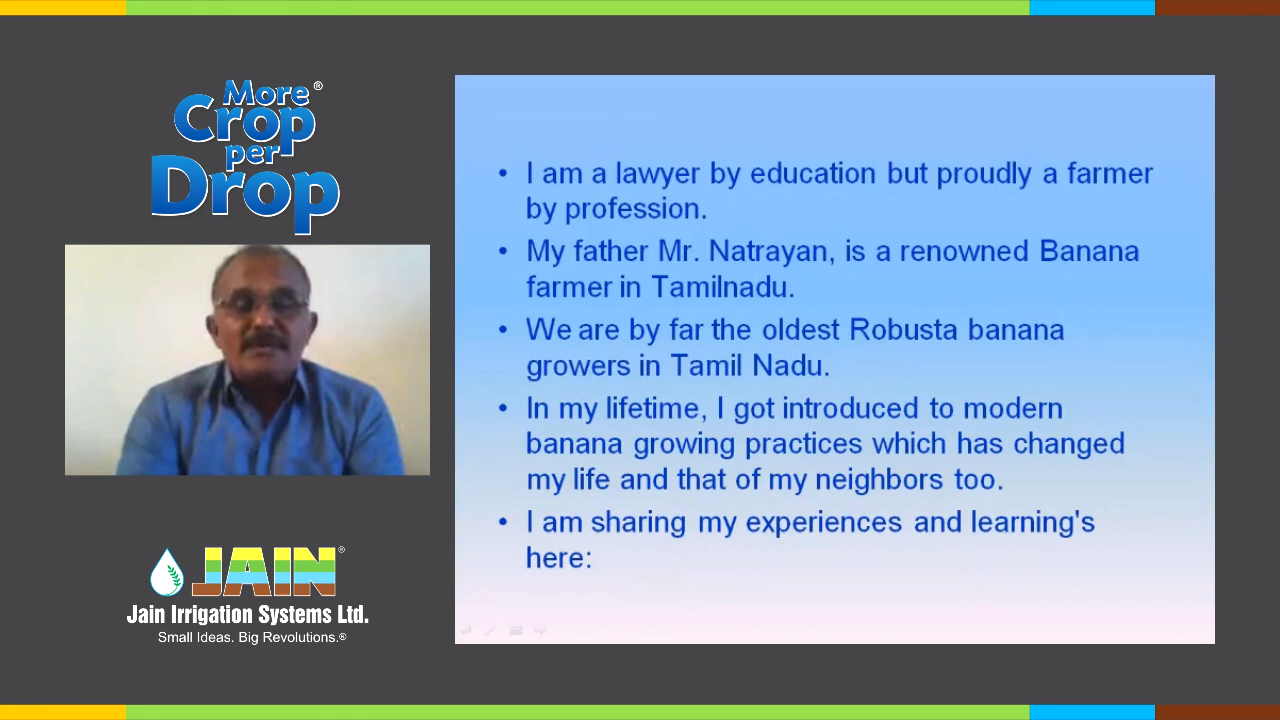 More®
Crop
per
Drop
• I am a lawyer by education but proudly a farmer
by profession.
• My father Mr. Natrayan, is a renowned Banana
farmer in Tamilnadu.
• We are by far the oldest Robusta banana
growers in Tamil Nadu.
• In my lifetime, I got introduced to modern
banana growing practices which has changed
my life and that of my neighbors too.
• I am sharing my experiences and learning's
here:
JAIN®
Jain Irrigation Systems Ltd.
Small Ideas. Big Revolutions.®